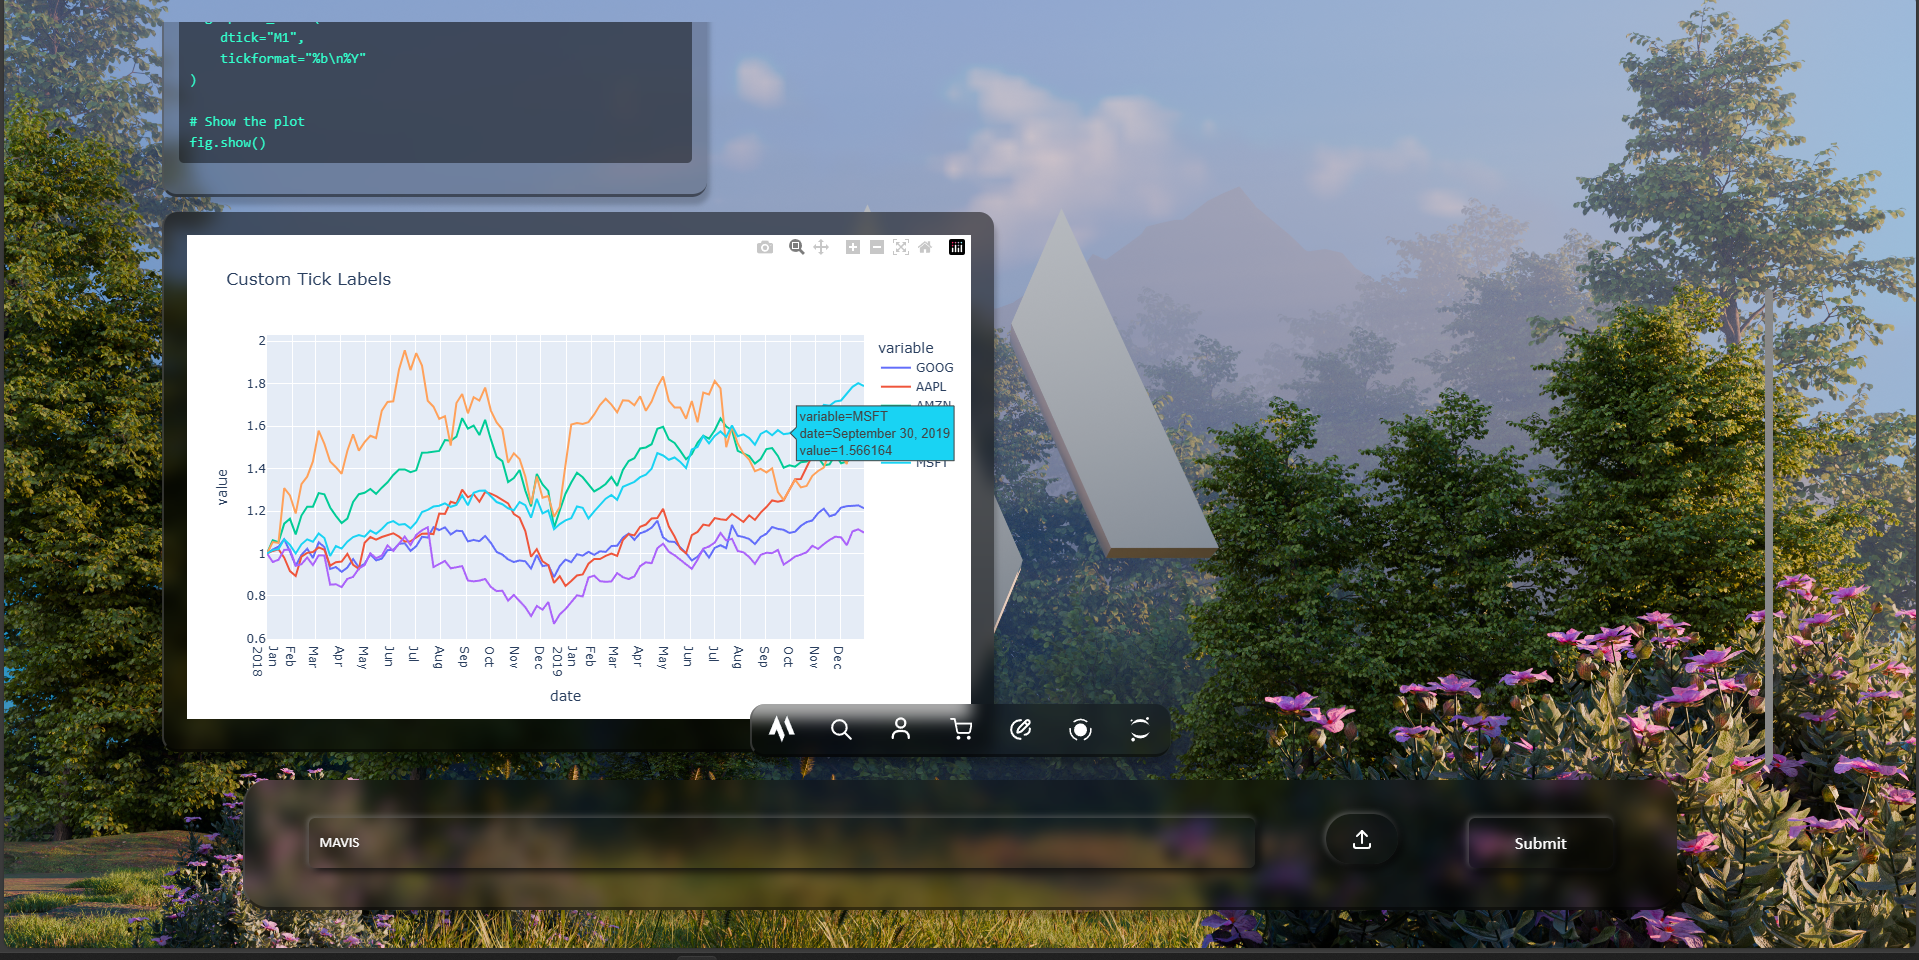 dtick="M1",
tickformat="%b\n%Y"
)
# Show the plot
fig.show()
Custom Tick Labels
variable
GOOG
AAPL
AMZN
MSFT
variable=MSFT
date=September 30, 2019
value=1.566164
value
2
1.8
1.6
1.4
1.2
1
0.8
0.6
Jan
2018
Feb
Mar
Apr
May
Jun
Jul
Aug
Sep
Oct
Nov
Dec
Jan
2019
Feb
Mar
Apr
May
Jun
Jul
Aug
Sep
Oct
Nov
Dec
date
MAVIS
Submit